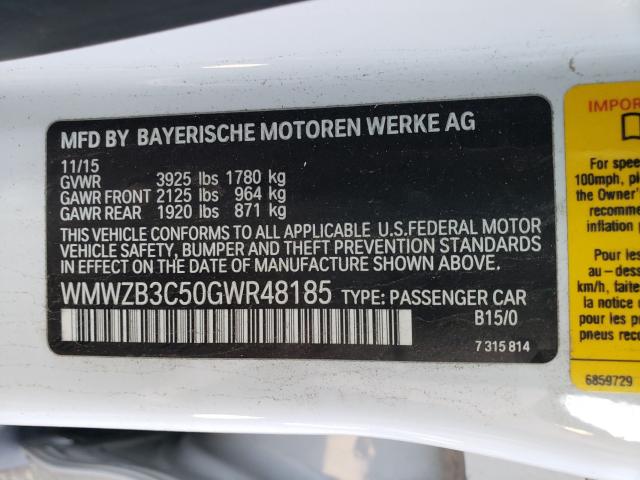 MFD BY BAYERISCHE MOTOREN WERKE AG
11/15
GVWR 3925 lbs 1780 kg
GAWR FRONT 2125 lbs 964 kg
GAWR REAR 1920 lbs 871 kg
THIS VEHICLE CONFORMS TO ALL APPLICABLE U.S.FEDERAL MOTOR
VEHICLE SAFETY, BUMPER AND THEFT PREVENTION STANDARDS
IN EFFECT ON THE DATE OF MANUFACTURE SHOWN ABOVE.
WMWZB3C50GWR48185 TYPE: PASSENGER CAR
B15/0
7 315 814
IMPOR
For spee
100mph, pl
the Owner'
recomme
inflation
Pour les
au - dess
km/h, faite
la notice
pour les p
pneus reco
6859729